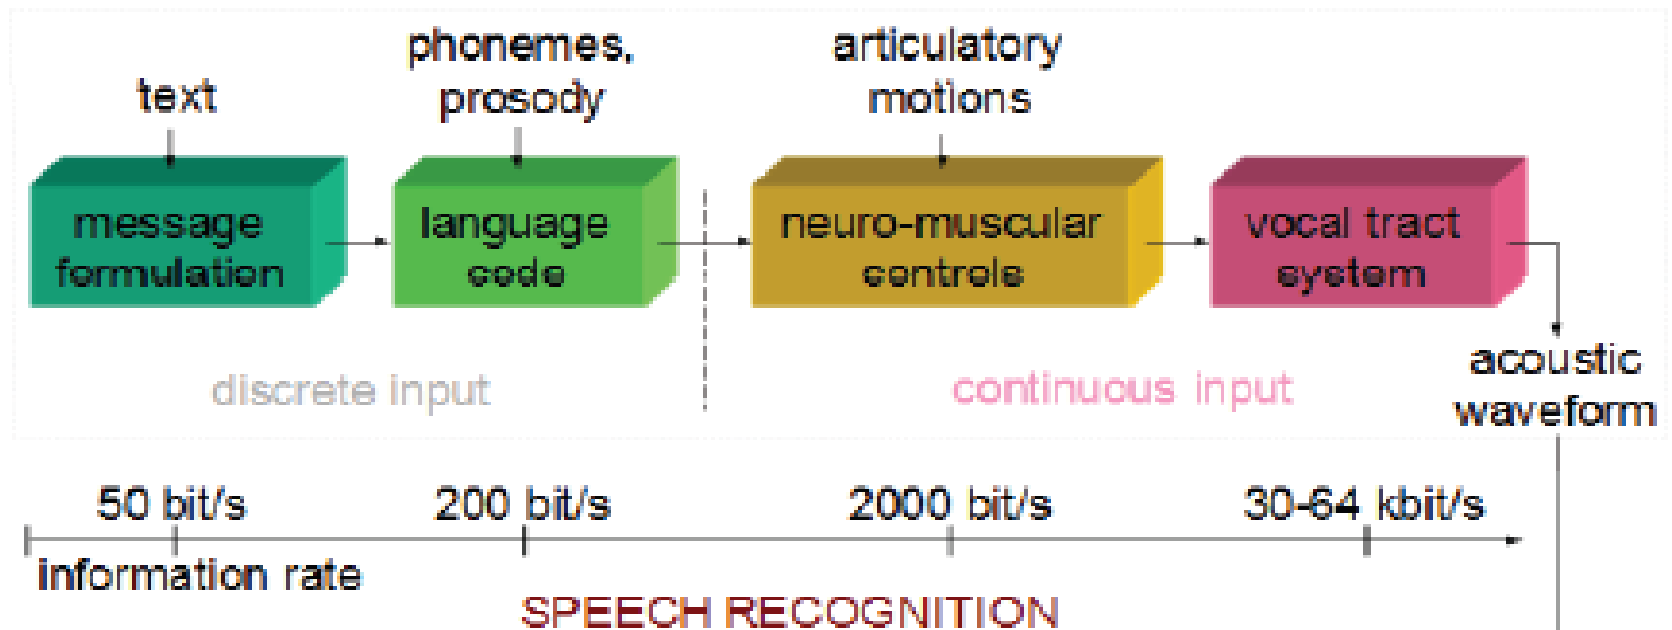 text
phonemes,
prosody
articulatory
motions
message
formulation
language
code
neuro-muscular
controls
vocal tract
system
discrete input
continuous input
acoustic
waveform
50 bit/s
200 bit/s
2000 bit/s
30-64 kbit/s
information rate
SPEECH RECOGNITION